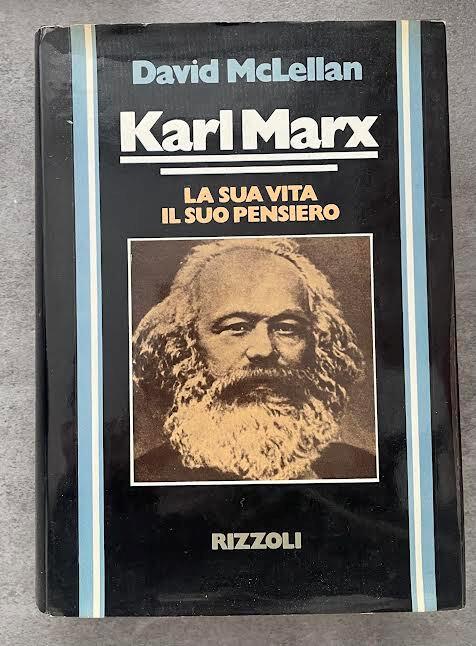 David McLellan
Karl Marx
LA SUA VITA
IL SUO PENSIERO
RIZZOLI